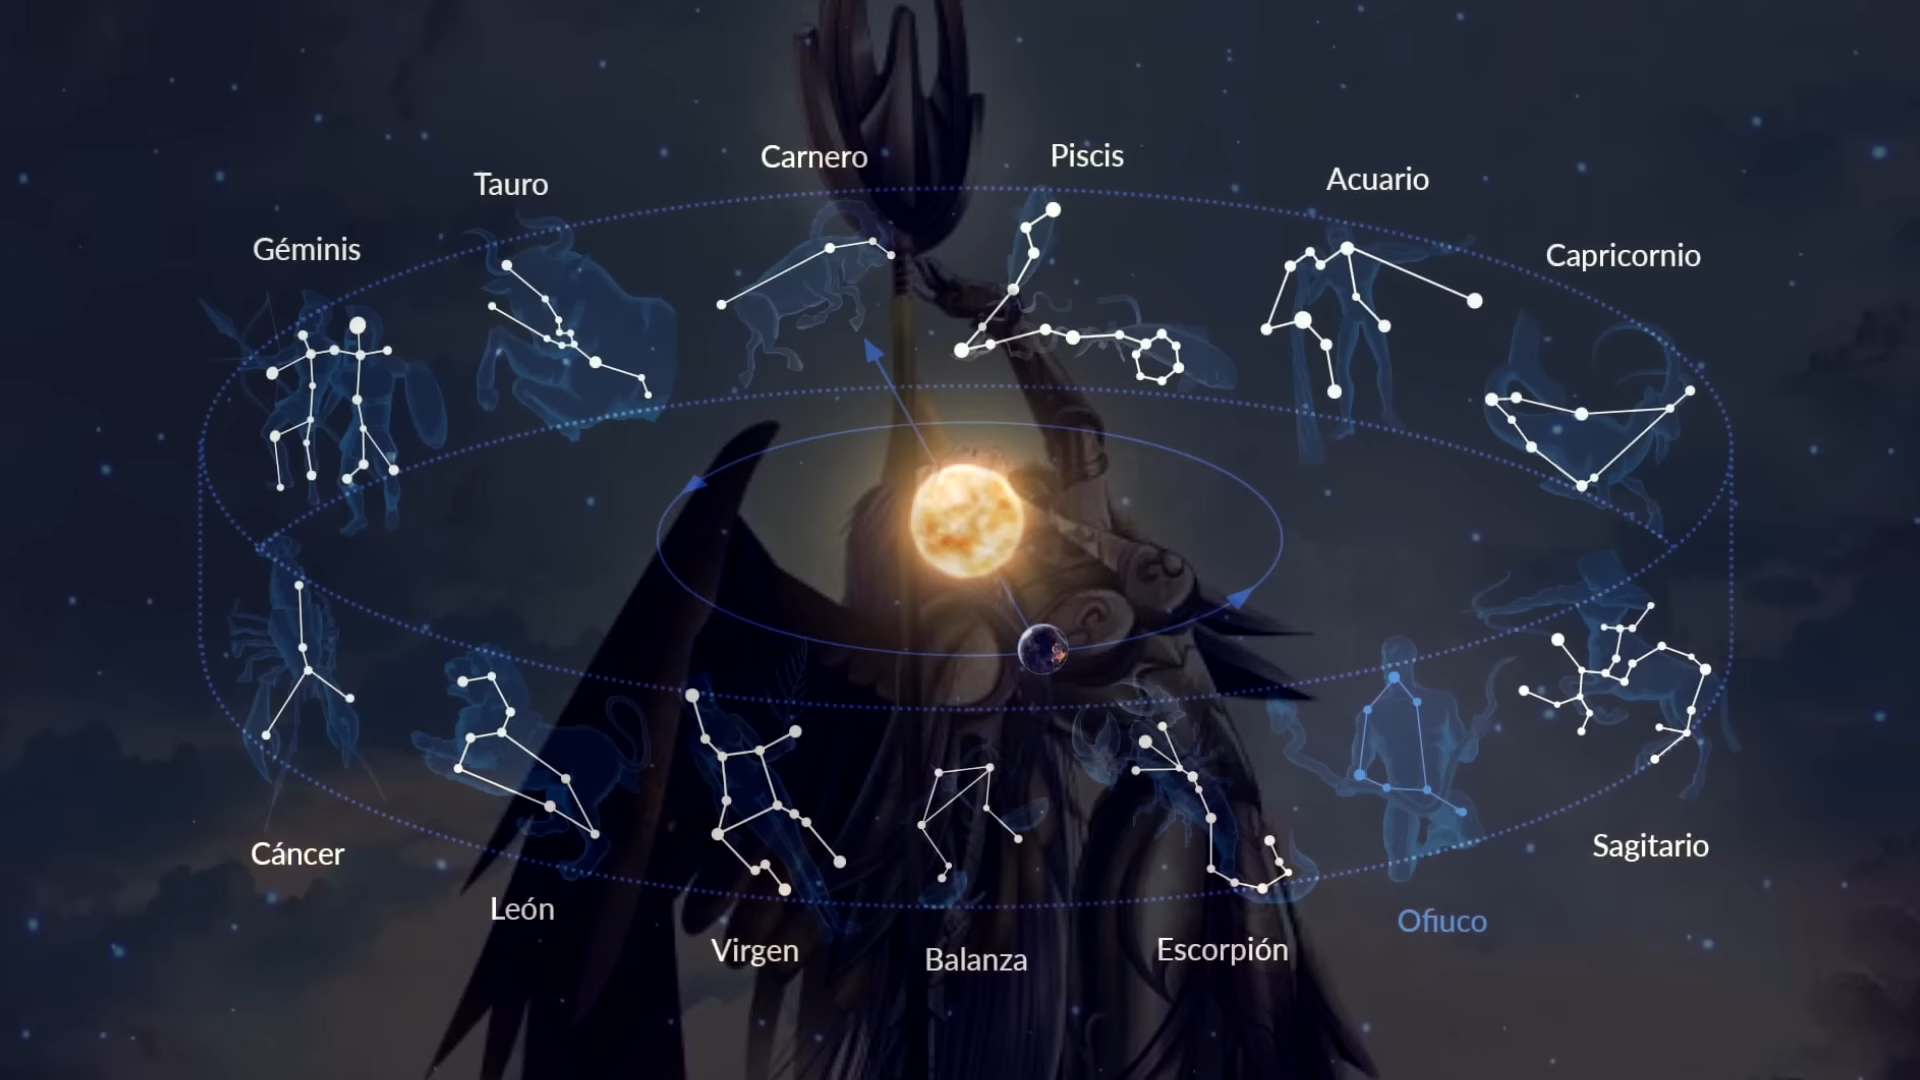 Carnero
Piscis
Tauro
Acuario
Géminis
Capricornio
Cáncer
Sagitario
León
Ofiuco
Virgen
Balanza
Escorpión